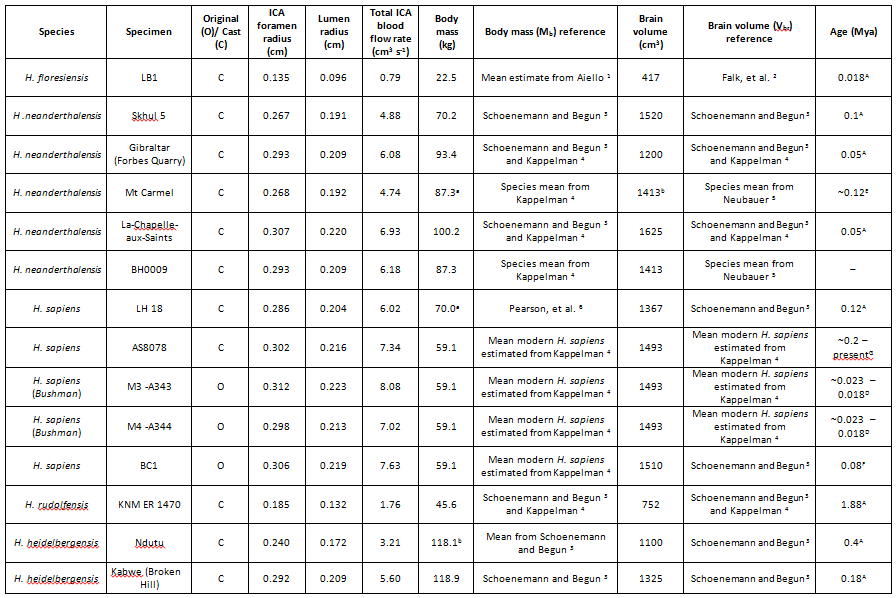 Species | Specimen | Original (O)/ Cast (C) | ICA foramen radius (cm) | Lumen radius (cm) | Total ICA blood flow rate (cm³ s⁻¹) | Body mass (kg) | Body mass (Mb) reference | Brain volume (cm³) | Brain volume (Vbr) reference | Age (Mya)
H. floresiensis | LB1 | C | 0.135 | 0.096 | 0.79 | 22.5 | Mean estimate from Aiello ¹ | 417 | Falk, et al. ² | 0.018ᴬ
H .neanderthalensis | Skhul 5 | C | 0.267 | 0.191 | 4.88 | 70.2 | Schoenemann and Begun ³ | 1520 | Schoenemann and Begun ³ | 0.1ᴬ
H. neanderthalensis | Gibraltar (Forbes Quarry) | C | 0.293 | 0.209 | 6.08 | 93.4 | Schoenemann and Begun ³ and Kappelman ⁴ | 1200 | Schoenemann and Begun ³ and Kappelman ⁴ | 0.05ᴬ
H. neanderthalensis | Mt Carmel | C | 0.268 | 0.192 | 4.74 | 87.3ᵃ | Species mean from Kappelman ⁴ | 1413ᵇ | Species mean from Neubauer ⁵ | ~0.12ᴱ
H. neanderthalensis | La-Chapelle-aux-Saints | C | 0.307 | 0.220 | 6.93 | 100.2 | Schoenemann and Begun ³ and Kappelman ⁴ | 1625 | Schoenemann and Begun ³ and Kappelman ⁴ | 0.05ᴬ
H. neanderthalensis | BH0009 | C | 0.293 | 0.209 | 6.18 | 87.3 | Species mean from Kappelman ⁴ | 1413 | Species mean from Neubauer ⁵ | –
H. sapiens | LH 18 | C | 0.286 | 0.204 | 6.02 | 70.0ᵃ | Pearson, et al. ⁶ | 1367 | Schoenemann and Begun ³ | 0.12ᴬ
H. sapiens | AS8078 | C | 0.302 | 0.216 | 7.34 | 59.1 | Mean modern H. sapiens estimated from Kappelman ⁴ | 1493 | Mean modern H. sapiens estimated from Kappelman ⁴ | ~0.2 – present
H. sapiens (Bushman) | M3 -A343 | O | 0.312 | 0.223 | 8.08 | 59.1 | Mean modern H. sapiens estimated from Kappelman ⁴ | 1493 | Mean modern H. sapiens estimated from Kappelman ⁴ | ~0.023 – 0.018ᴰ
H. sapiens (Bushman) | M4 -A344 | O | 0.298 | 0.213 | 7.02 | 59.1 | Mean modern H. sapiens estimated from Kappelman ⁴ | 1493 | Mean modern H. sapiens estimated from Kappelman ⁴ | ~0.023 – 0.018ᴰ
H. sapiens | BC1 | O | 0.306 | 0.219 | 7.63 | 59.1 | Mean modern H. sapiens estimated from Kappelman ⁴ | 1510 | Schoenemann and Begun ³ | 0.08ꟳ
H. rudolfensis | KNM ER 1470 | C | 0.185 | 0.132 | 1.76 | 45.6 | Schoenemann and Begun ³ and Kappelman ⁴ | 752 | Schoenemann and Begun ³ and Kappelman ⁴ | 1.88ᴬ
H. heidelbergensis | Ndutu | C | 0.240 | 0.172 | 3.21 | 118.1ᵇ | Mean from Schoenemann and Begun ³ | 1100 | Schoenemann and Begun ³ | 0.4ᴬ
H. heidelbergensis | Kabwe (Broken Hill) | C | 0.292 | 0.209 | 5.60 | 118.9 | Schoenemann and Begun ³ | 1325 | Schoenemann and Begun ³ | 0.18ᴬ